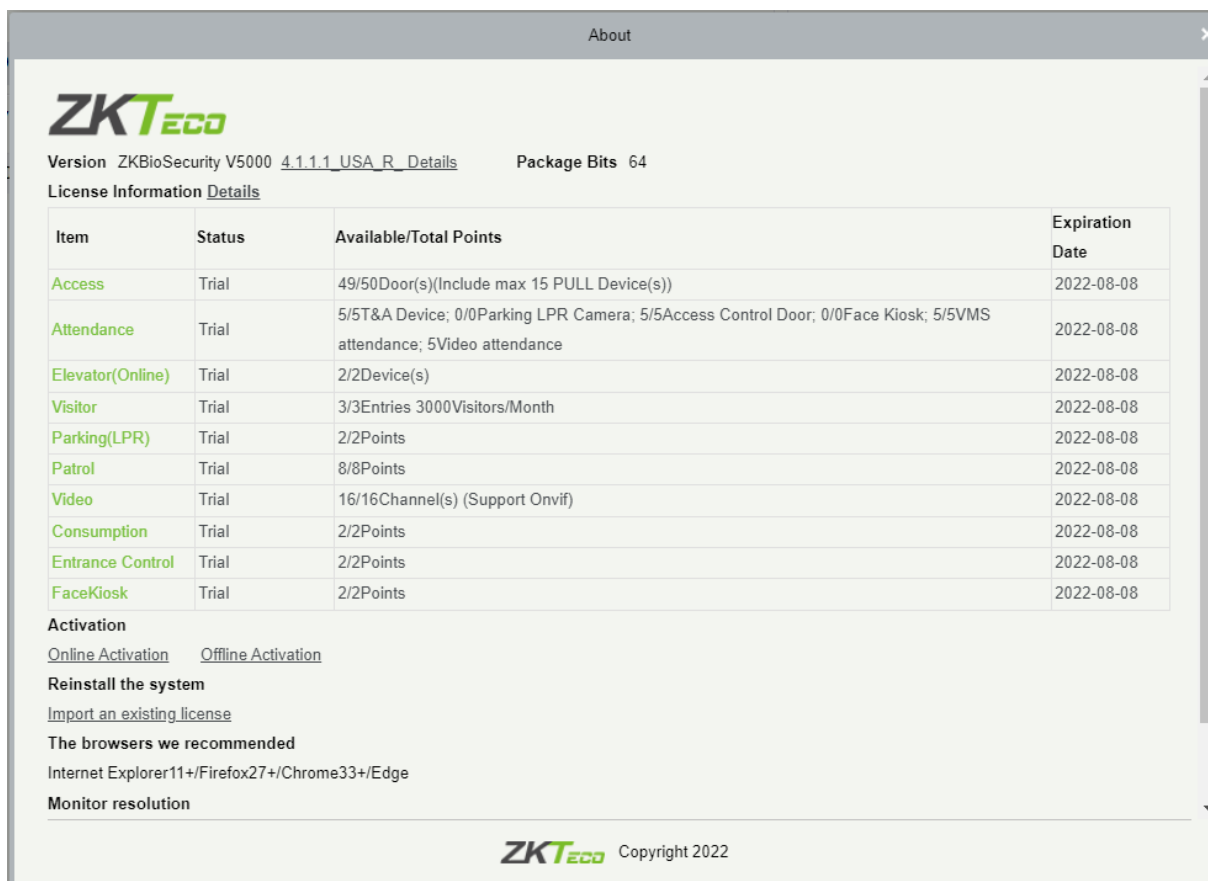 About
ZKTECO
Version ZKBioSecurity V5000 4.1.1.1_USA_R_ Details Package Bits 64
License Information Details
Item Status Available/Total Points Expiration Date
Access Trial 49/50Door(s)(Include max 15 PULL Device(s)) 2022-08-08
Attendance Trial 5/5T&A Device; 0/0Parking LPR Camera; 5/5Access Control Door; 0/0Face Kiosk; 5/5VMS attendance; 5Video attendance 2022-08-08
Elevator(Online) Trial 2/2Device(s) 2022-08-08
Visitor Trial 3/3Entries 3000Visitors/Month 2022-08-08
Parking(LPR) Trial 2/2Points 2022-08-08
Patrol Trial 8/8Points 2022-08-08
Video Trial 16/16Channel(s) (Support Onvif) 2022-08-08
Consumption Trial 2/2Points 2022-08-08
Entrance Control Trial 2/2Points 2022-08-08
FaceKiosk Trial 2/2Points 2022-08-08
Activation
Online Activation Offline Activation
Reinstall the system
Import an existing license
The browsers we recommended
Internet Explorer11+/Firefox27+/Chrome33+/Edge
Monitor resolution
ZKTECO Copyright 2022